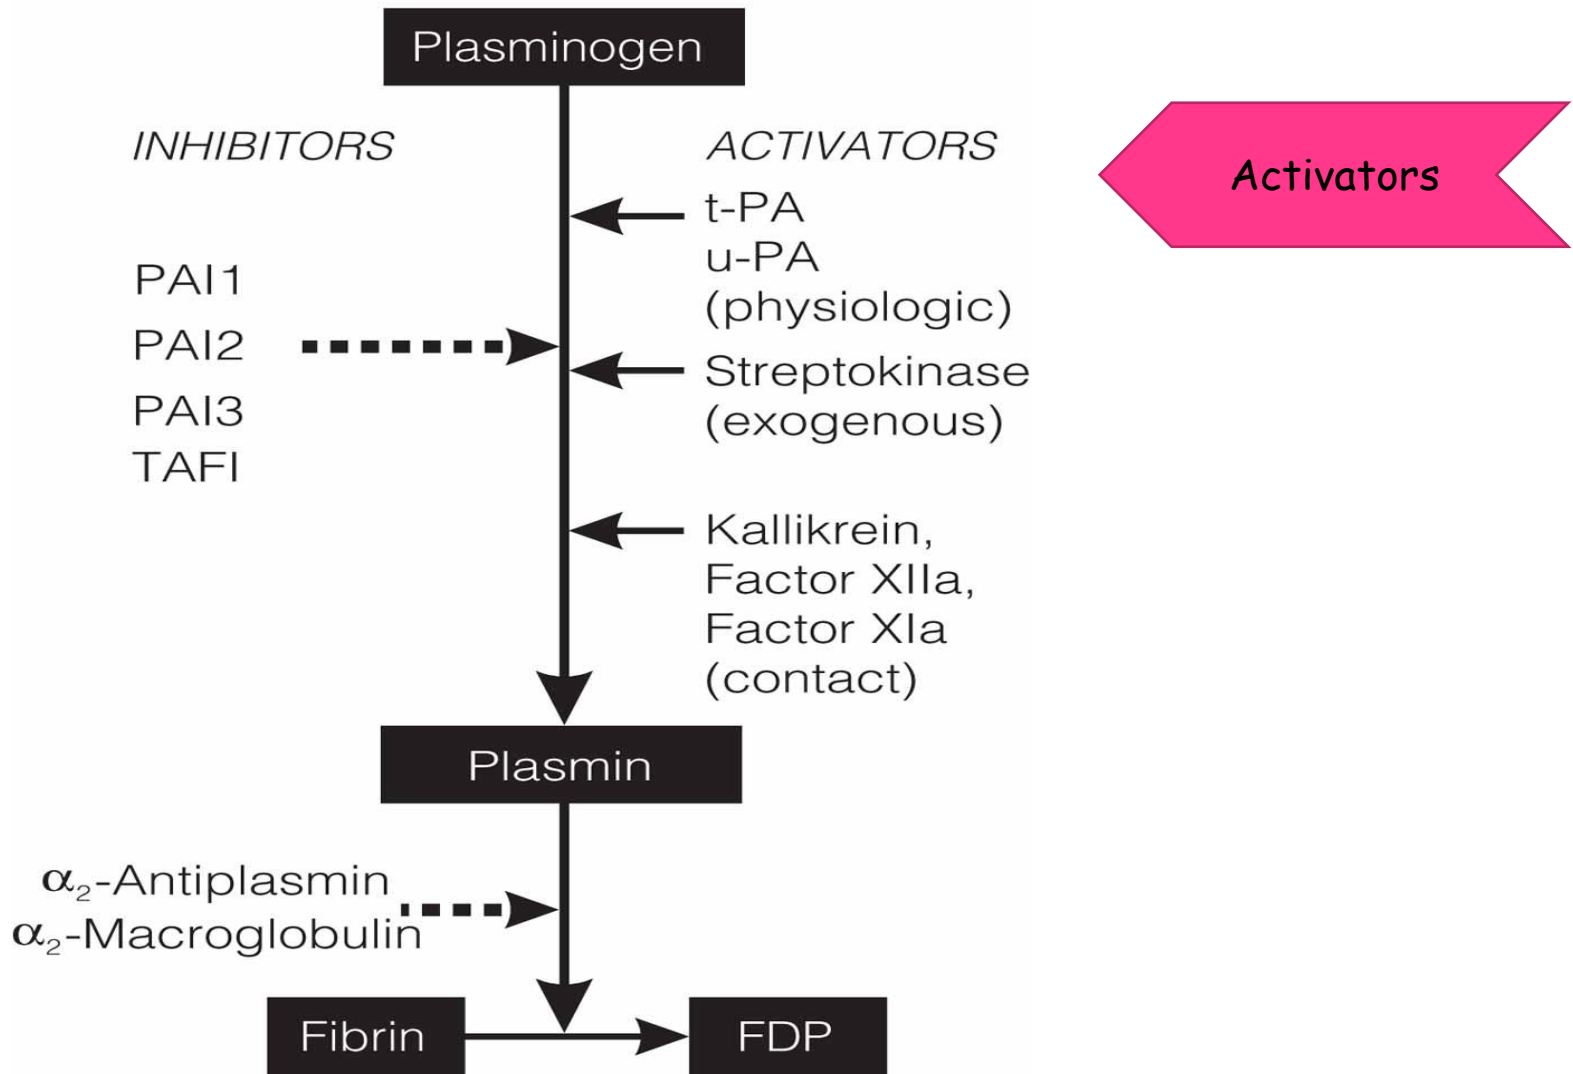 Plasminogen
INHIBITORS
ACTIVATORS
Activators
t-PA
u-PA
(physiologic)
PAI1
PAI2
PAI3
TAFI
Streptokinase
(exogenous)
Kallikrein,
Factor XIIa,
Factor XIa
(contact)
Plasmin
α₂-Antiplasmin
α₂-Macroglobulin
Fibrin
FDP